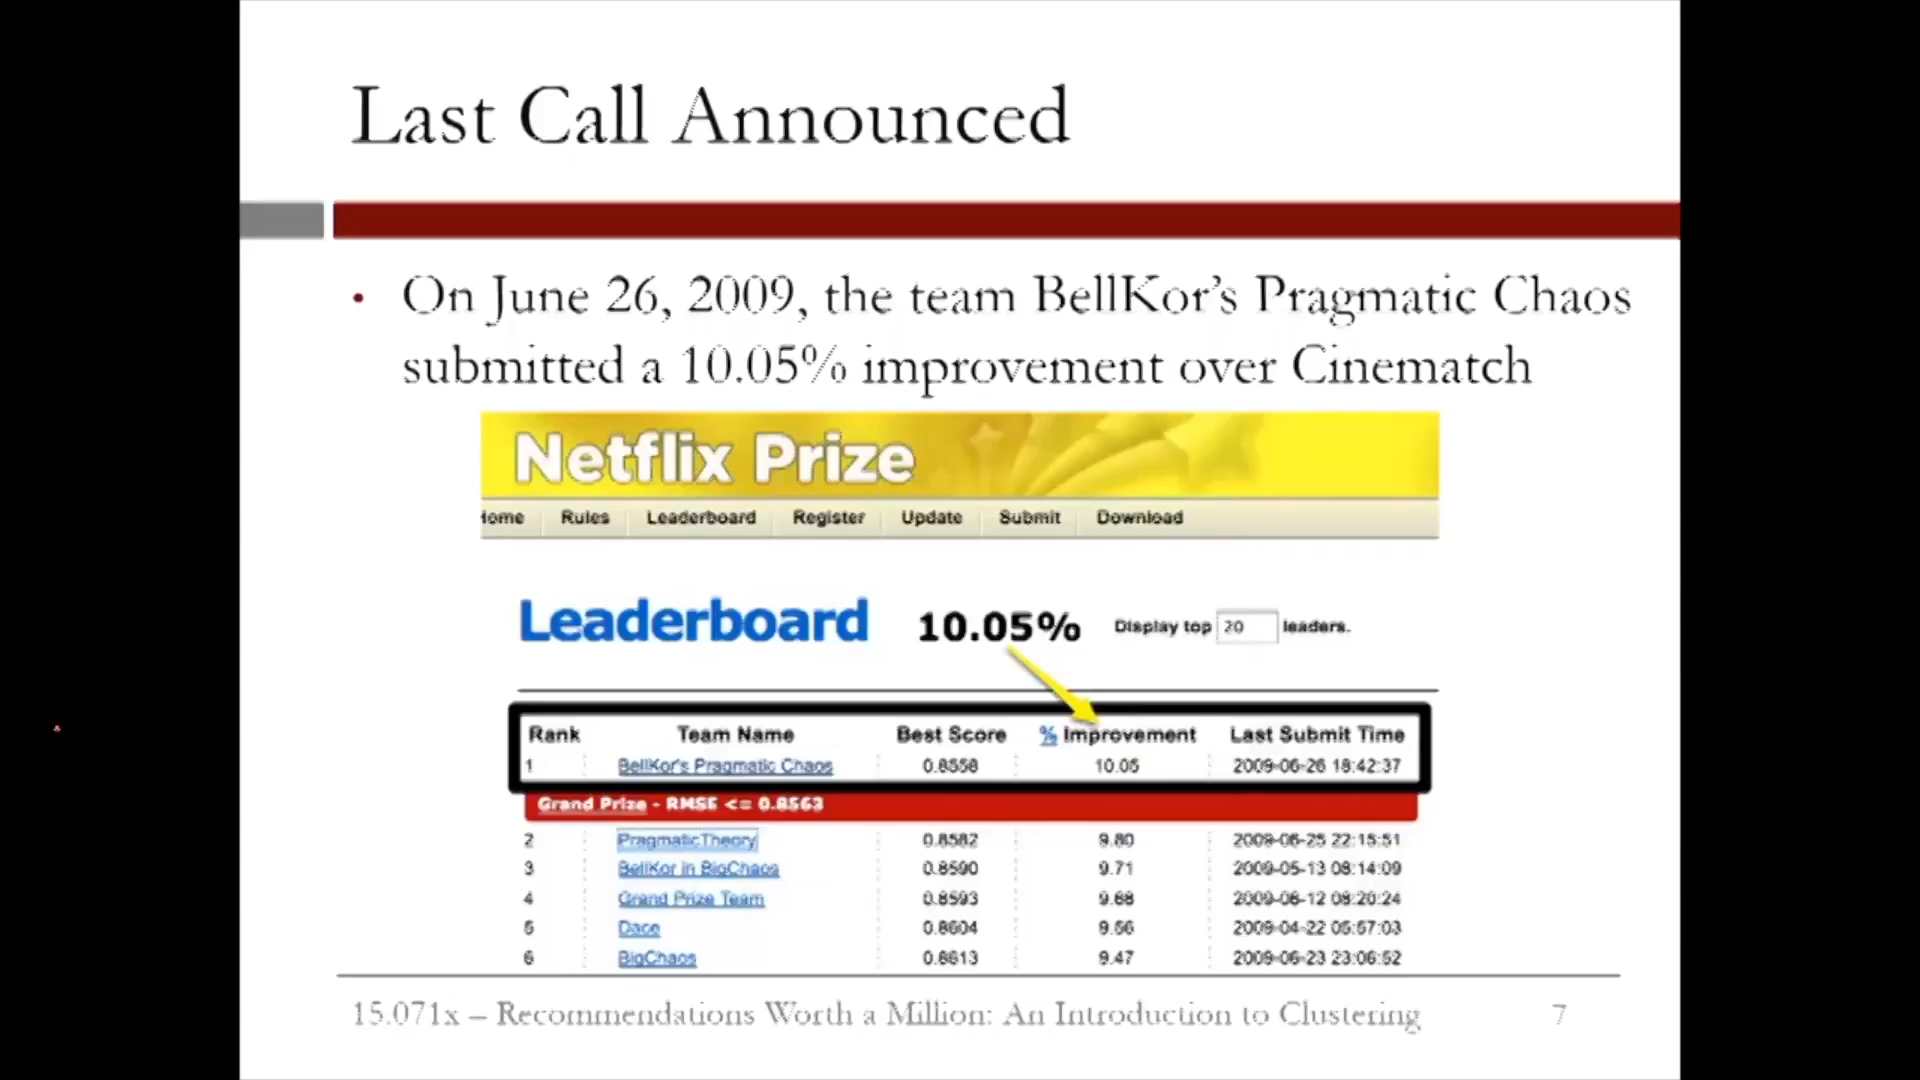 Last Call Announced
• On June 26, 2009, the team BellKor's Pragmatic Chaos
submitted a 10.05% improvement over Cinematch
Netflix Prize
Home Rules Leaderboard Register Update Submit Download
Leaderboard 10.05% Display top 20 leaders.
Rank Team Name Best Score % Improvement Last Submit Time
1 BellKor's Pragmatic Chaos 0.8558 10.05 2009-06-26 18:42:37
Grand Prize - RMSE <= 0.8563
2 PragmaticTheory 0.8582 9.80 2009-06-25 22:15:51
3 BellKor in BigChaos 0.8590 9.71 2009-05-13 08:14:09
4 Grand Prize Team 0.8593 9.68 2009-06-12 08:20:24
5 Dace 0.8604 9.56 2009-04-22 05:57:03
6 BigChaos 0.8613 9.47 2009-06-23 23:06:52
15.071x – Recommendations Worth a Million: An Introduction to Clustering 7